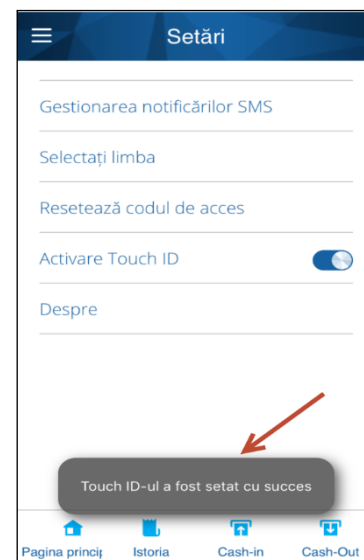 Setări
Gestionarea notificărilor SMS
Selectați limba
Resetează codul de acces
Activare Touch ID
Despre
Touch ID-ul a fost setat cu succes
Pagina princip Istoria Cash-in Cash-Out